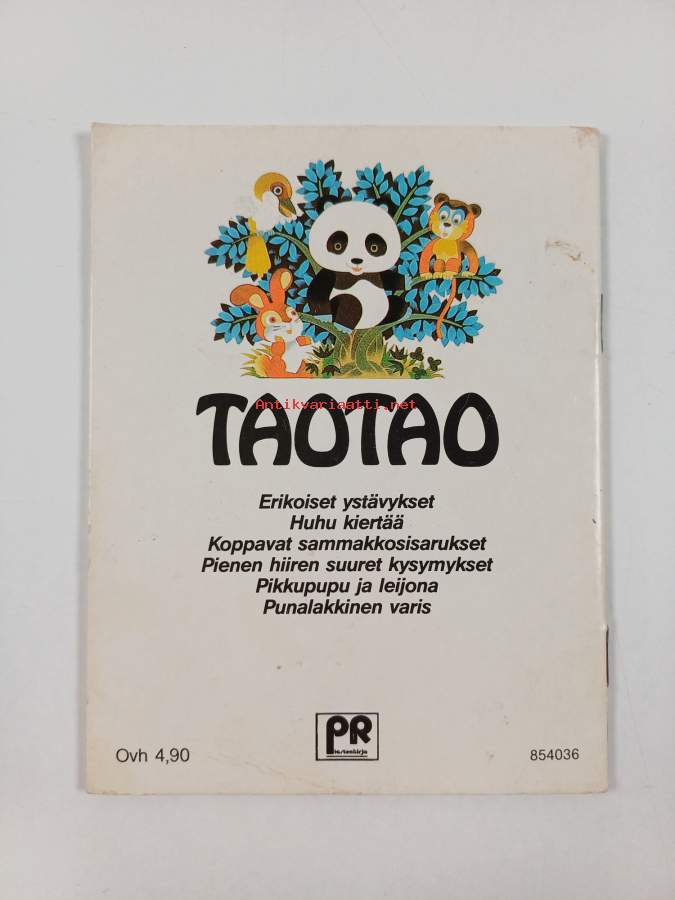 TAOTAO
Antikvariaatti.net
Erikoiset ystävykset
Huhu kiertää
Koppavat sammakkosisarukset
Pienen hiiren suuret kysymykset
Pikkupupu ja leijona
Punalakkinen varis
PR
lastenkirja
Ovh 4,90
854036